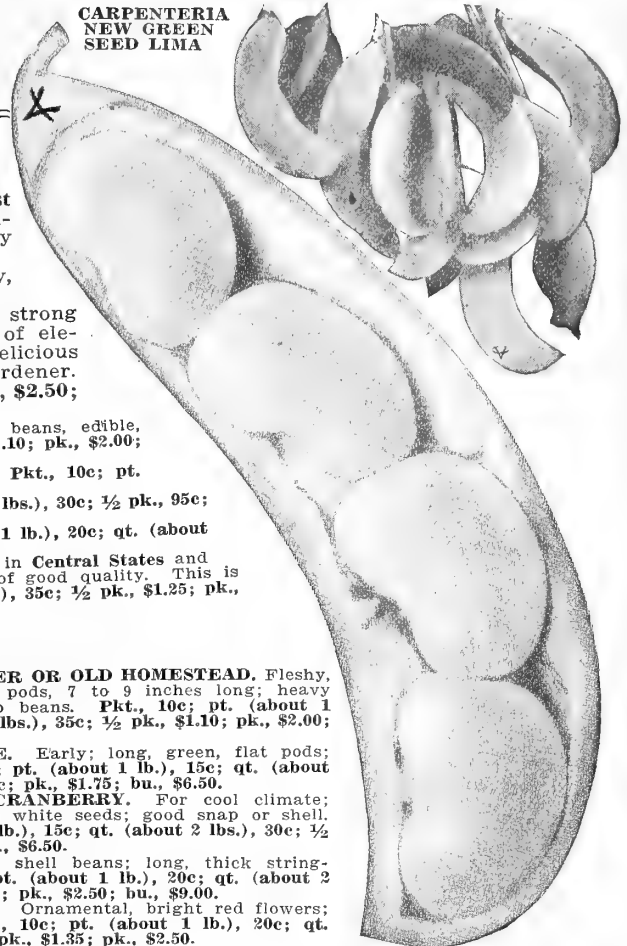 CARPENTERIA
NEW GREEN
SEED LIMA
strong
of ele-
elicious
rdener.
, $2.50;
beans, edible,
.10; pk., $2.00;
Pkt., 10c; pt.
lbs.), 30c; ½ pk., 95c;
1 lb.), 20c; qt. (about
in Central States and
of good quality. This is
), 35c; ½ pk., $1.25; pk.,
ER OR OLD HOMESTEAD. Fleshy,
pods, 7 to 9 inches long; heavy
beans. Pkt., 10c; pt. (about 1
lbs.), 35c; ½ pk., $1.10; pk., $2.00;
E. Early; long, green, flat pods;
pt. (about 1 lb.), 15c; qt. (about
c; pk., $1.75; bu., $6.50.
CRANBERRY. For cool climate;
white seeds; good snap or shell.
lb.), 15c; qt. (about 2 lbs.), 30c; ½
., $6.50.
shell beans; long, thick string-
pt. (about 1 lb.), 20c; qt. (about 2
; pk., $2.50; bu., $9.00.
Ornamental, bright red flowers;
., 10c; pt. (about 1 lb.), 20c; qt.
pk., $1.35; pk., $2.50.